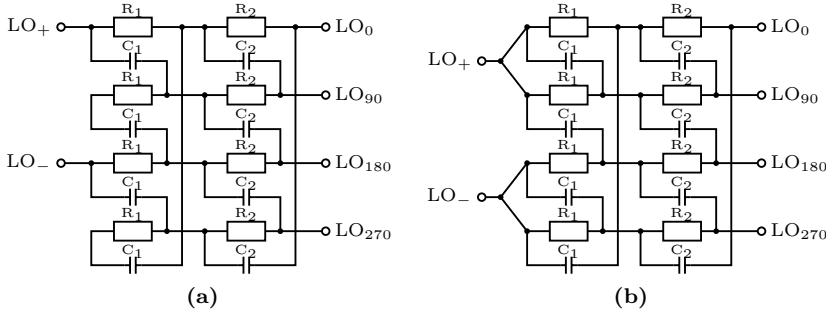 R₁ R₂ R₁ R₂
LO₊ LO₀ LO₀
C₁ C₂ C₁ C₂
R₁ R₂ LO₊ R₁ R₂
LO₉₀ LO₉₀
C₁ C₂ C₁ C₂
R₁ R₂ R₁ R₂
LO₋ LO₁₈₀ LO₁₈₀
C₁ C₂ C₁ C₂
R₁ R₂ LO₋ R₁ R₂
LO₂₇₀ LO₂₇₀
C₁ C₂ C₁ C₂
(a) (b)